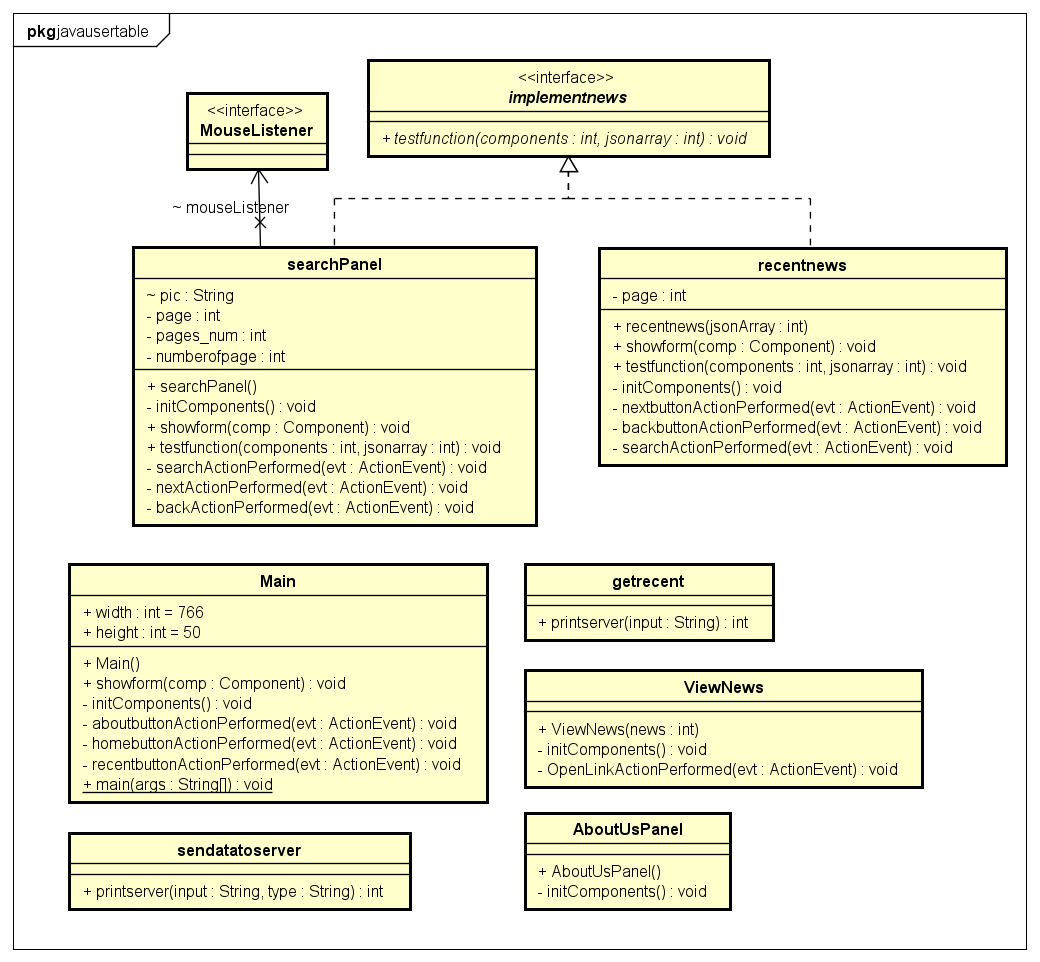 pkg javausertable
<<interface>>
implementnews
+ testfunction(components : int, jsonarray : int) : void
<<interface>>
MouseListener
~ mouseListener
searchPanel
~ pic : String
- page : int
- pages_num : int
- numberofpage : int
+ searchPanel()
- initComponents() : void
+ showform(comp : Component) : void
+ testfunction(components : int, jsonarray : int) : void
- searchActionPerformed(evt : ActionEvent) : void
- nextActionPerformed(evt : ActionEvent) : void
- backActionPerformed(evt : ActionEvent) : void
recentnews
- page : int
+ recentnews(jsonArray : int)
+ showform(comp : Component) : void
+ testfunction(components : int, jsonarray : int) : void
- initComponents() : void
- nextbuttonActionPerformed(evt : ActionEvent) : void
- backbuttonActionPerformed(evt : ActionEvent) : void
- searchActionPerformed(evt : ActionEvent) : void
Main
+ width : int = 766
+ height : int = 50
+ Main()
+ showform(comp : Component) : void
- initComponents() : void
- aboutbuttonActionPerformed(evt : ActionEvent) : void
- homebuttonActionPerformed(evt : ActionEvent) : void
- recentbuttonActionPerformed(evt : ActionEvent) : void
+ main(args : String[]) : void
getrecent
+ printserver(input : String) : int
ViewNews
+ ViewNews(news : int)
- initComponents() : void
- OpenLinkActionPerformed(evt : ActionEvent) : void
sendatatoserver
+ printserver(input : String, type : String) : int
AboutUsPanel
+ AboutUsPanel()
- initComponents() : void